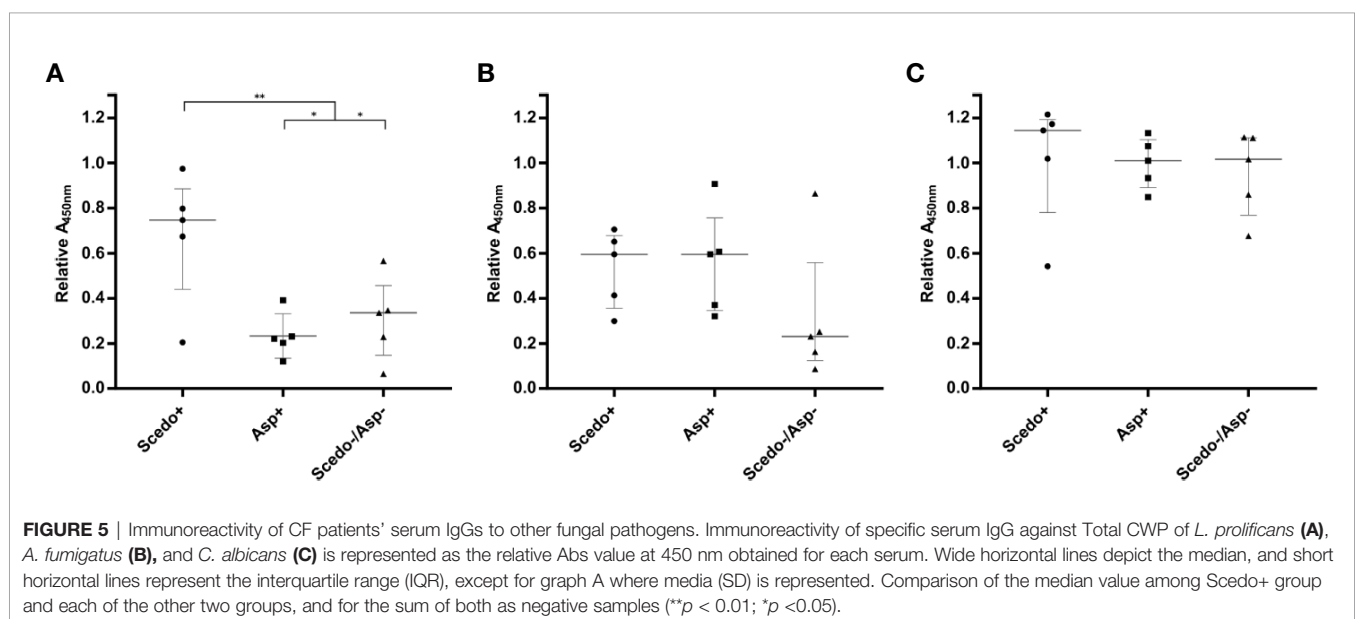 A
B
C
** 
* *
Relative A450nm
1.2
1.0
0.8
0.6
0.4
0.2
0.0
Scedo+
Asp+
Scedo-/Asp-
Relative A450nm
1.2
1.0
0.8
0.6
0.4
0.2
0.0
Scedo+
Asp+
Scedo-/Asp-
Relative A450nm
1.2
1.0
0.8
0.6
0.4
0.2
0.0
Scedo+
Asp+
Scedo-/Asp-
FIGURE 5 | Immunoreactivity of CF patients' serum IgGs to other fungal pathogens. Immunoreactivity of specific serum IgG against Total CWP of L. prolificans (A),
A. fumigatus (B), and C. albicans (C) is represented as the relative Abs value at 450 nm obtained for each serum. Wide horizontal lines depict the median, and short
horizontal lines represent the interquartile range (IQR), except for graph A where media (SD) is represented. Comparison of the median value among Scedo+ group
and each of the other two groups, and for the sum of both as negative samples (**p < 0.01; *p <0.05).